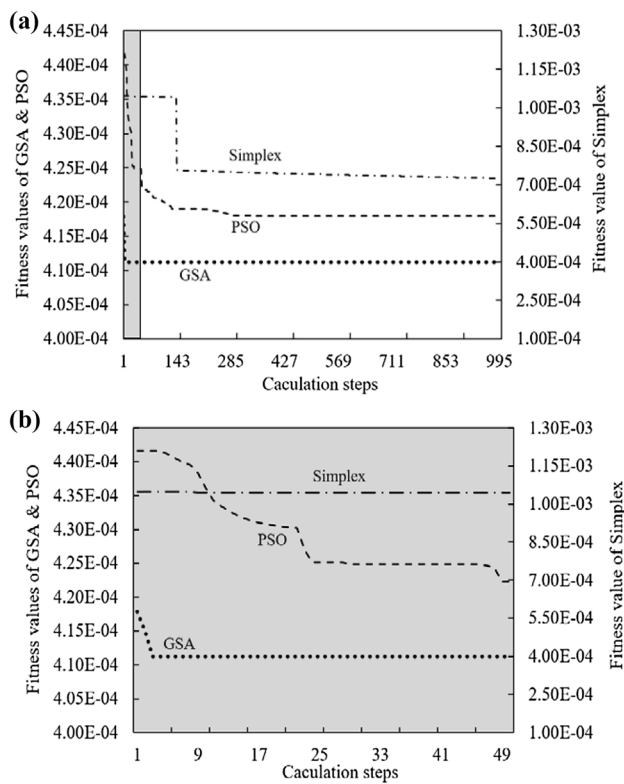 (a)
Fitness values of GSA & PSO
4.45E-04
4.40E-04
4.35E-04
4.30E-04
4.25E-04
4.20E-04
4.15E-04
4.10E-04
4.05E-04
4.00E-04
Simplex
PSO
GSA
1.30E-03
1.15E-03
1.00E-03
8.50E-04
7.00E-04
5.50E-04
4.00E-04
2.50E-04
1.00E-04
Fitness value of Simplex
1 143 285 427 569 711 853 995
Caculation steps
(b)
Fitness values of GSA & PSO
4.45E-04
4.40E-04
4.35E-04
4.30E-04
4.25E-04
4.20E-04
4.15E-04
4.10E-04
4.05E-04
4.00E-04
Simplex
PSO
GSA
1.30E-03
1.15E-03
1.00E-03
8.50E-04
7.00E-04
5.50E-04
4.00E-04
2.50E-04
1.00E-04
Fitness values of Simplex
1 9 17 25 33 41 49
Caculation steps